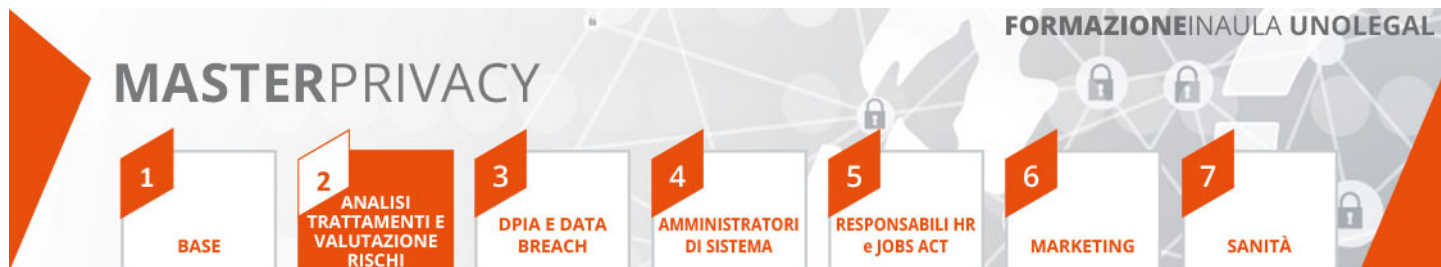 FORMAZIONEINAULA UNOLEGAL
MASTERPRIVACY
1
BASE
2
ANALISI
TRATTAMENTI E
VALUTAZIONE
RISCHI
3
DPIA E DATA
BREACH
4
AMMINISTRATORI
DI SISTEMA
5
RESPONSABILI HR
e JOBS ACT
6
MARKETING
7
SANITÀ